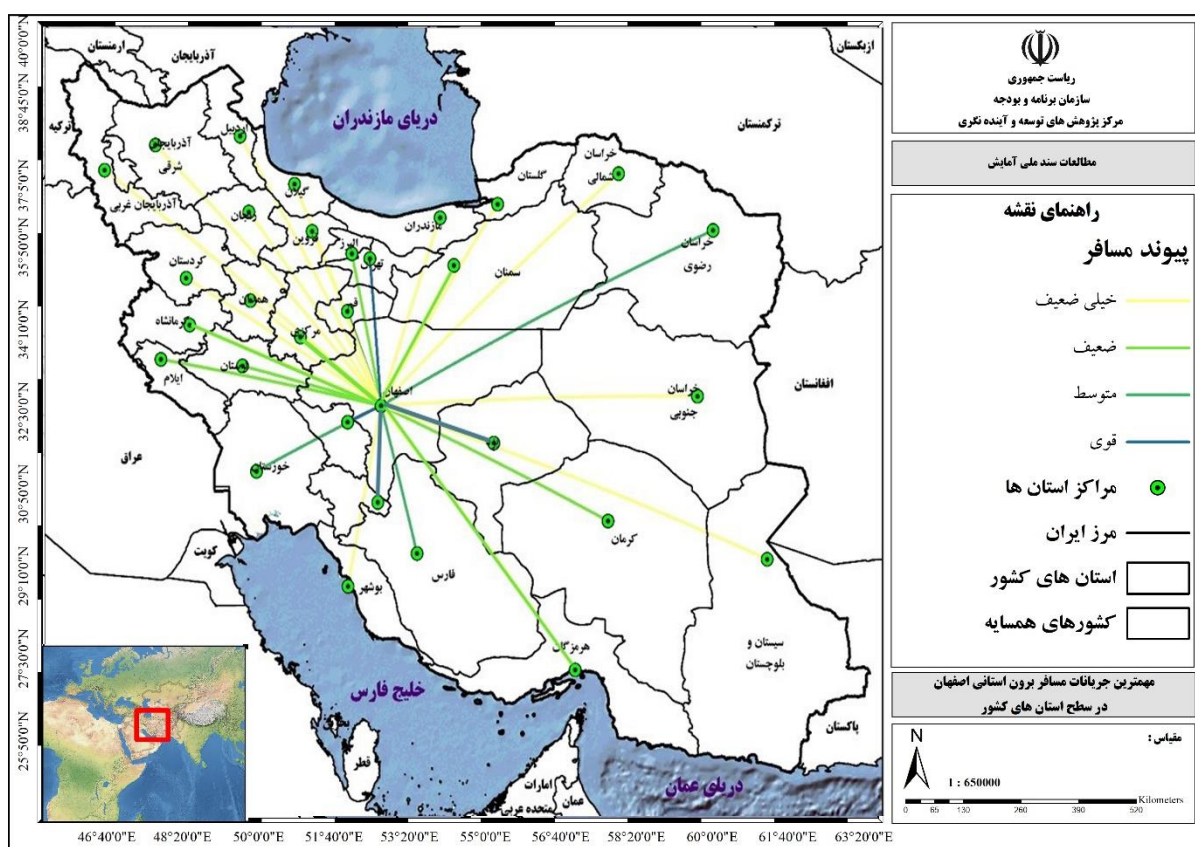 ریاست جمهوری
سازمان برنامه و بودجه
مرکز پژوهش های توسعه و آینده نگری
مطالعات سند ملی آمایش
راهنمای نقشه
پیوند مسافر
خیلی ضعیف
ضعیف
متوسط
قوی
مراکز استان ها
مرز ایران
استان های کشور
کشورهای همسایه
مهمترین جریانات مسافر برون استانی اصفهان
در سطح استان های کشور
مقیاس :
N
1 : 650000
Kilometers
0 65 130 260 390 520
ارمنستان
آذربایجان
ازبکستان
ترکیه
ترکمنستان
دریای مازندران
اردبیل
آذربایجان
شرقی
آذربایجان غربی
گیلان
زنجان
قزوین
البرز
تهران
مازندران
گلستان
خراسان
شمالی
خراسان
رضوی
سمنان
کردستان
همدان
کرمانشاه
مرکزی
قم
ایلام
لرستان
اصفهان
خراسان
جنوبی
افغانستان
عراق
خوزستان
کویت
کرمان
فارس
بوشهر
هرمزگان
سیستان و
بلوچستان
پاکستان
خلیج فارس
قطر
امارات
متحده عربی
عمان
دریای عمان
40°0'0"N
38°45'0"N
37°5'0"N
35°50'0"N
34°10'0"N
32°30'0"N
30°50'0"N
29°10'0"N
27°30'0"N
25°50'0"N
46°40'0"E 48°20'0"E 50°0'0"E 51°40'0"E 53°20'0"E 55°0'0"E 56°40'0"E 58°20'0"E 60°0'0"E 61°40'0"E 63°20'0"E